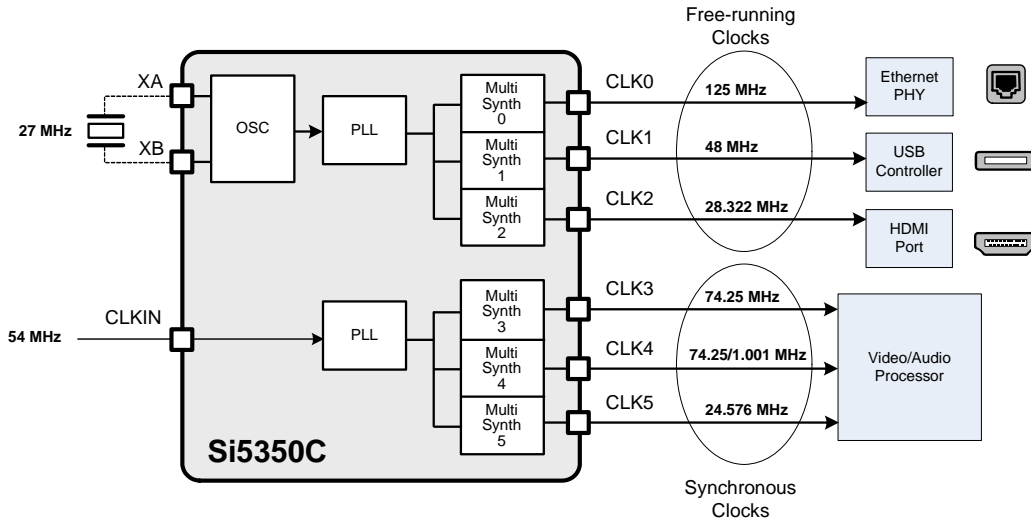 Free-running
Clocks
XA
27 MHz
XB
OSC
PLL
Multi
Synth
0
Multi
Synth
1
Multi
Synth
2
CLK0
125 MHz
Ethernet
PHY
CLK1
48 MHz
USB
Controller
CLK2
28.322 MHz
HDMI
Port
CLKIN
54 MHz
PLL
Multi
Synth
3
Multi
Synth
4
Multi
Synth
5
CLK3
74.25 MHz
CLK4
74.25/1.001 MHz
Video/Audio
Processor
CLK5
24.576 MHz
Si5350C
Synchronous
Clocks